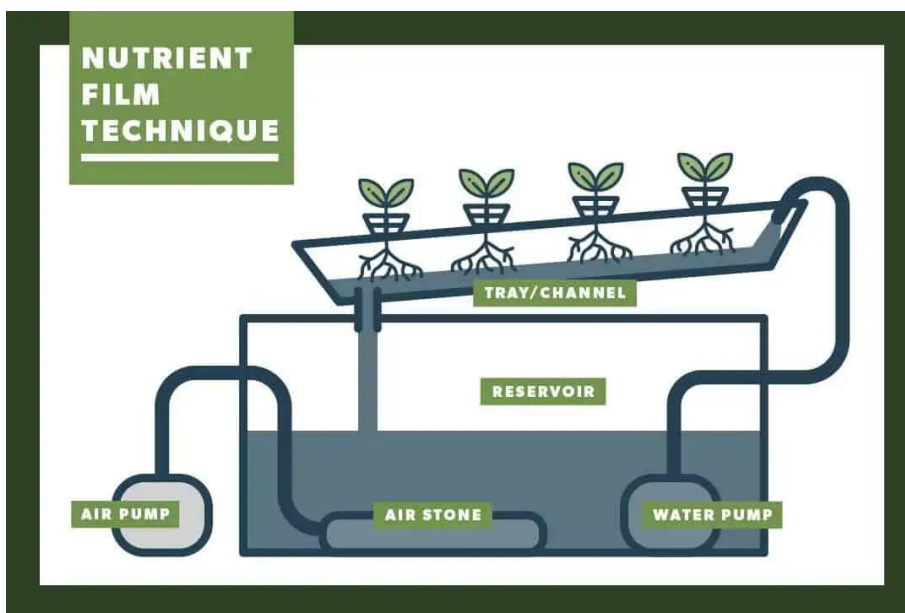 NUTRIENT
FILM
TECHNIQUE
TRAY/CHANNEL
RESERVOIR
AIR PUMP
AIR STONE
WATER PUMP